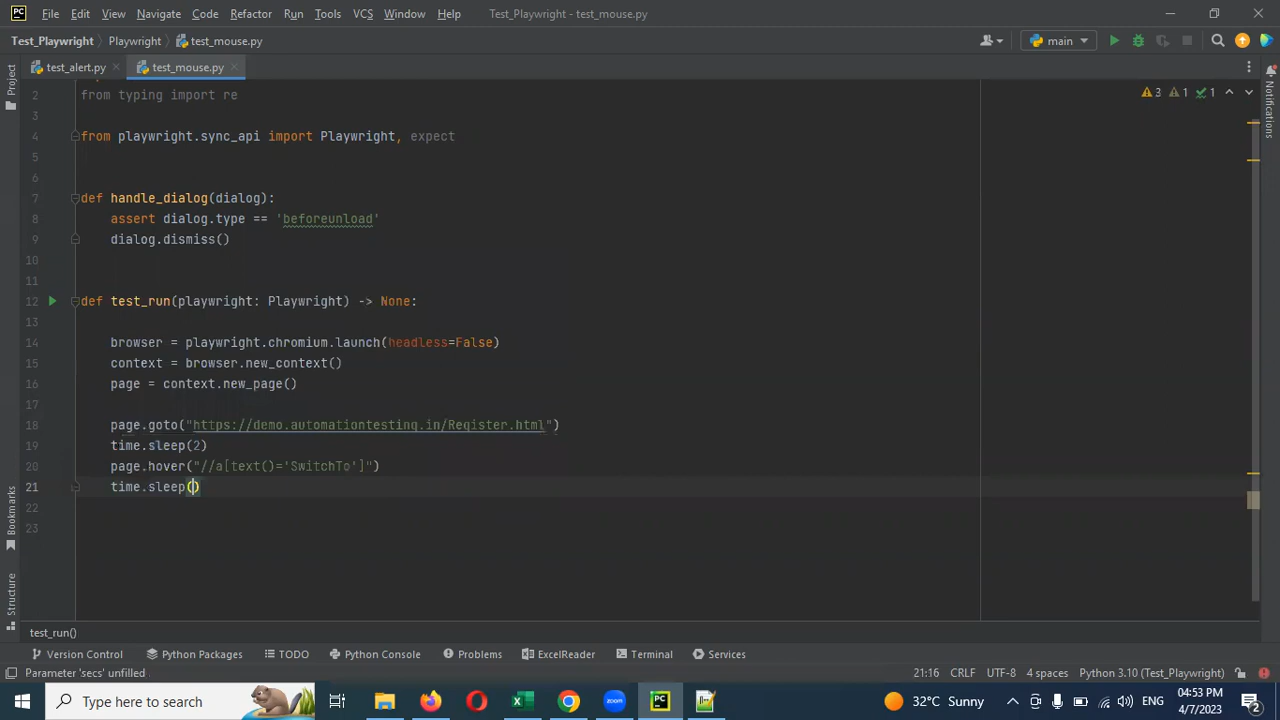 PC File Edit View Navigate Code Refactor Run Tools VCS Window Help Test_Playwright - test_mouse.py
Test_Playwright Playwright test_mouse.py main
test_alert.py test_mouse.py
Project
Notifications
2 from typing import re
3 1 1
3
4 from playwright.sync_api import Playwright, expect
5
6
7 def handle_dialog(dialog):
8 assert dialog.type == 'beforeunload'
9 dialog.dismiss()
10
11
12 def test_run(playwright: Playwright) -> None:
13
14 browser = playwright.chromium.launch(headless=False)
15 context = browser.new_context()
16 page = context.new_page()
17
18 page.goto("https://demo.automationtesting.in/Register.html")
19 time.sleep(2)
20 page.hover("//a[text()='SwitchTo']")
21 time.sleep()
22
23
Bookmarks
Structure
test_run()
Version Control Python Packages TODO Python Console Problems ExcelReader Terminal Services
Parameter 'secs' unfilled 21:16 CRLF UTF-8 4 spaces Python 3.10 (Test_Playwright)
Type here to search
zoom
PC
32°C Sunny
ENG
04:53 PM
4/7/2023
2